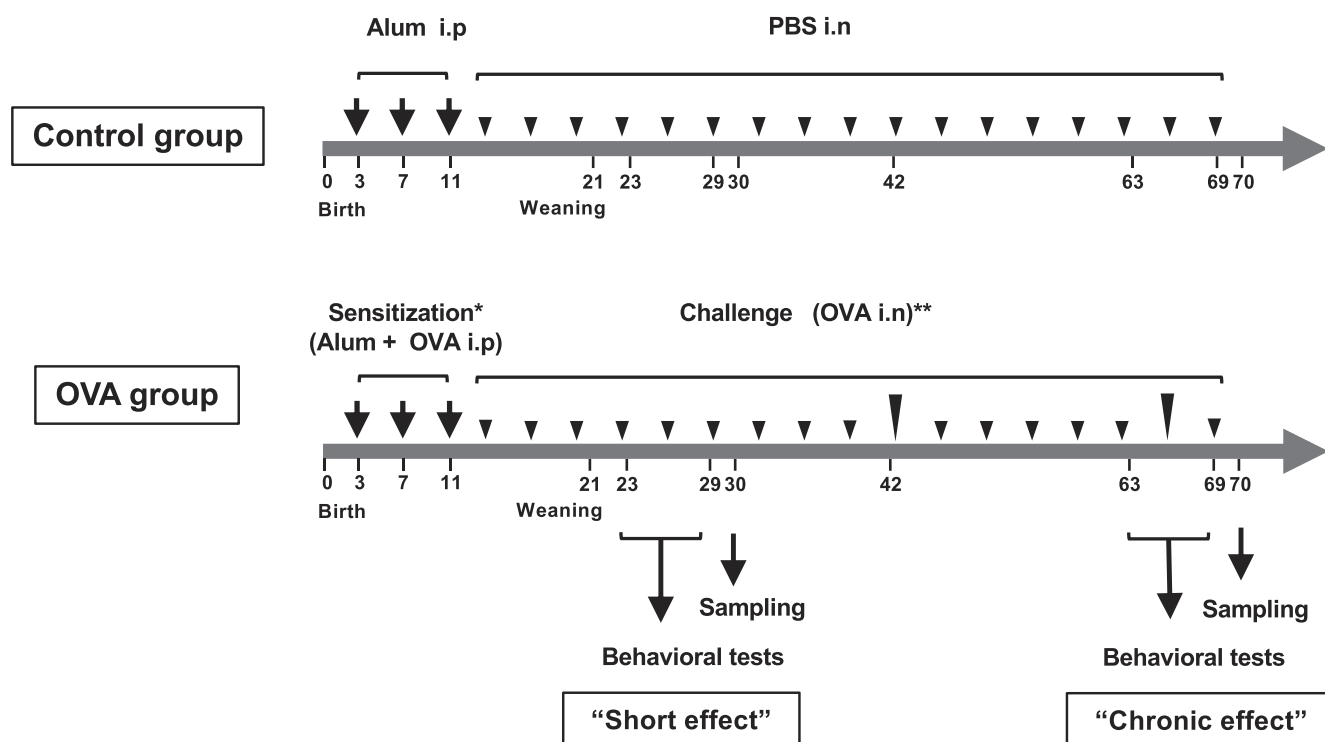 Alum i.p
PBS i.n
Control group
0 3 7 11 21 23 29 30 42 63 69 70
Birth
Weaning
Sensitization*
(Alum + OVA i.p)
Challenge (OVA i.n)**
OVA group
0 3 7 11 21 23 29 30 42 63 69 70
Birth
Weaning
Sampling
Behavioral tests
“Short effect”
Sampling
Behavioral tests
“Chronic effect”